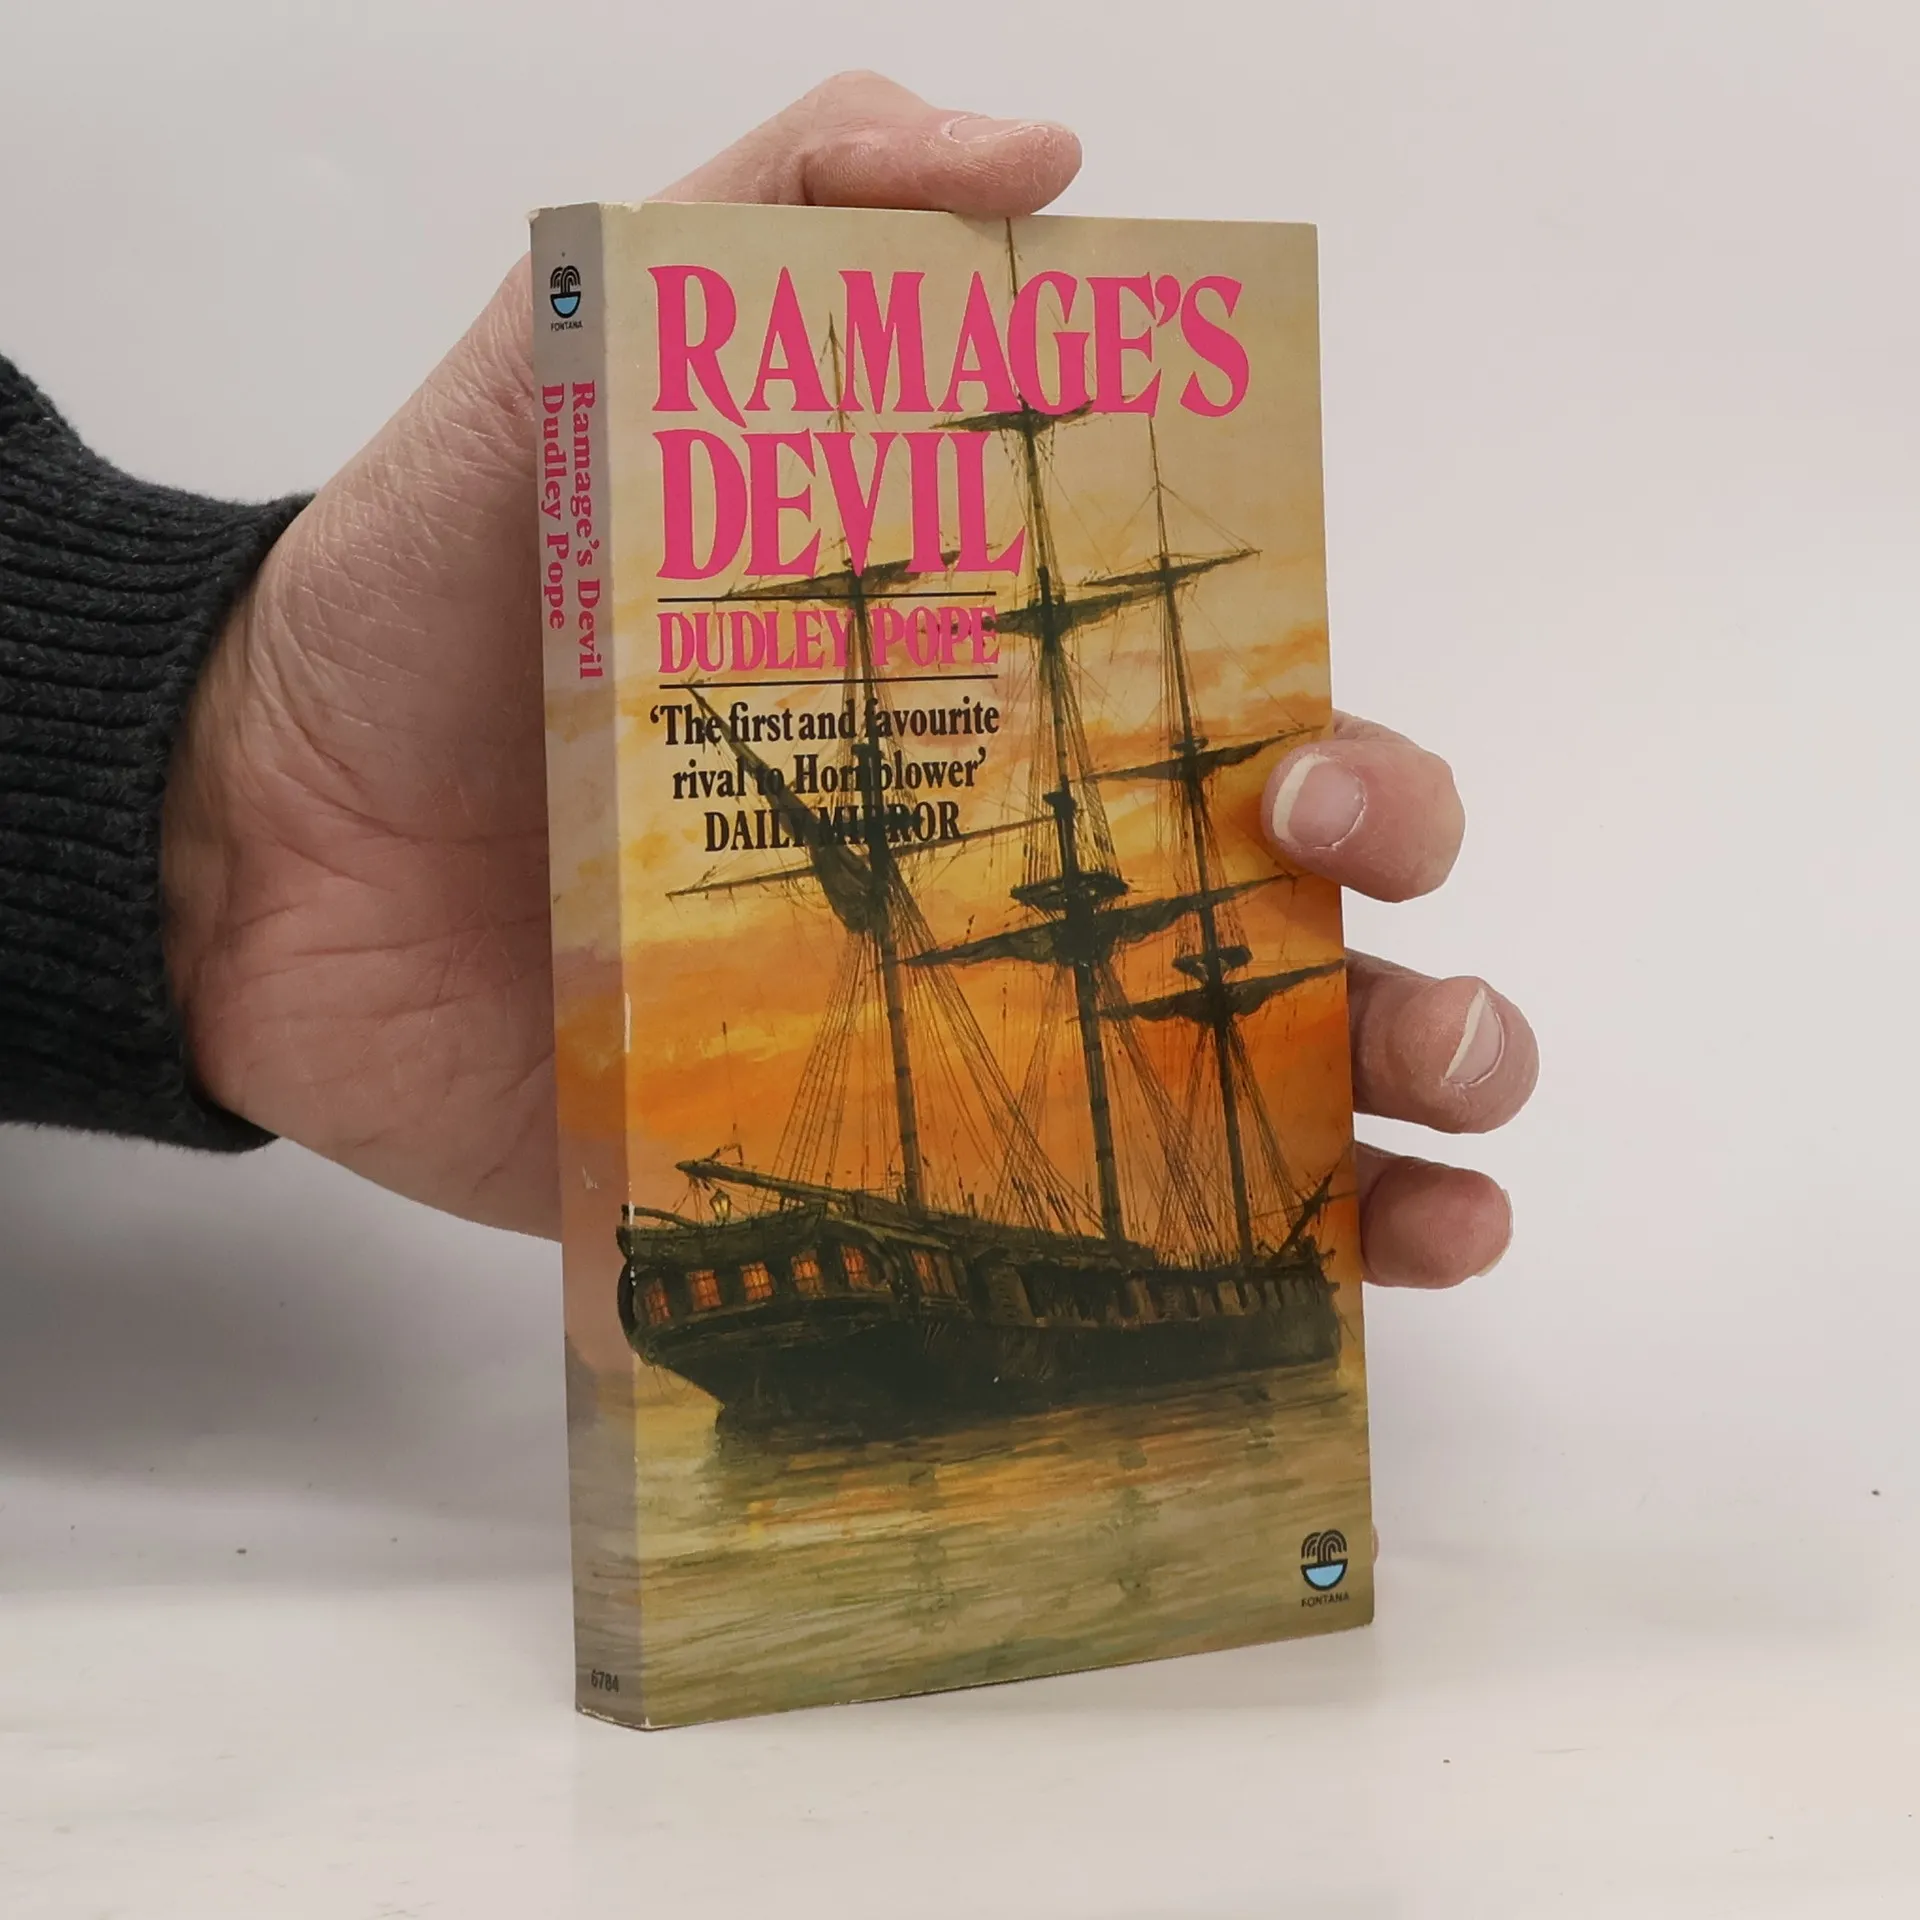 FONTANA
Ramage's Devil
Dudley Pope
6784
RAMAGE'S
DEVIL
DUDLEY POPE
‘The first and favourite
rival to Hornblower’
DAILY MIRROR
FONTANA